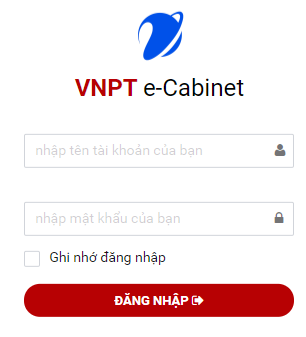 VNPT e-Cabinet
nhập tên tài khoản của bạn
nhập mật khẩu của bạn
Ghi nhớ đăng nhập
ĐĂNG NHẬP